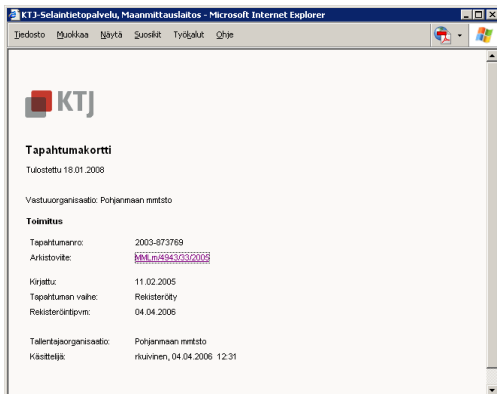 KTJ-Selaintietopalvelu, Maanmittauslaitos - Microsoft Internet Explorer
Tiedosto Muokkaa Näytä Suosikit Työkalut Ohje
KTJ
Tapahtumakortti
Tulostettu 18.01.2008
Vastuuorganisaatio: Pohjanmaan mmtsto
Toimitus
Tapahtumanro: 2003-873769
Arkistoviite: MMLm/4943/33/2005
Kirjattu: 11.02.2005
Tapahtuman vaihe: Rekisteröity
Rekisteröintipvm: 04.04.2006
Tallentajaorganisaatio: Pohjanmaan mmtsto
Käsittelijä: rkuivinen, 04.04.2006 12:31